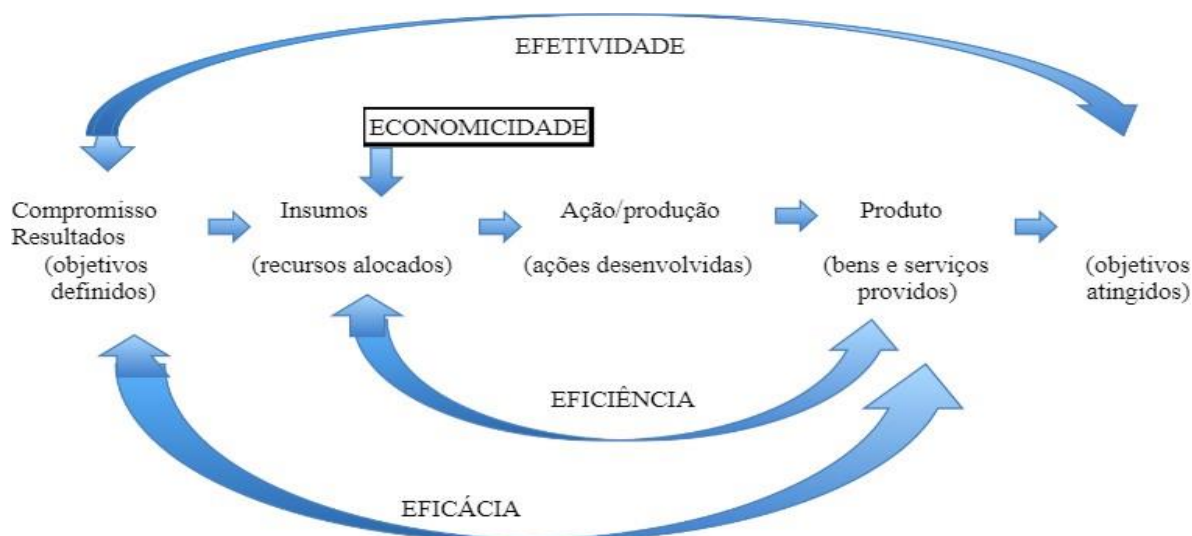 EFETIVIDADE
ECONOMICIDADE
Compromisso Insumos Ação/produção Produto
Resultados
(objetivos (recursos alocados) (ações desenvolvidas) (bens e serviços (objetivos
definidos) providos) atingidos)
EFICIÊNCIA
EFICÁCIA